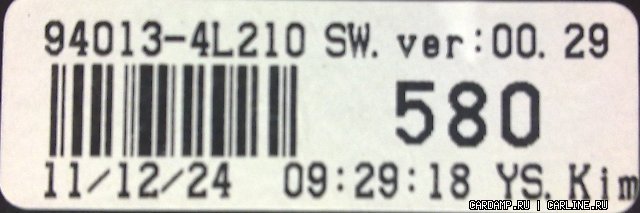 94013-4L210 SW. ver:00. 29
580
11/12/24 09:29:18 YS. Kim
CARDAMP.RU | CARLINE.RU